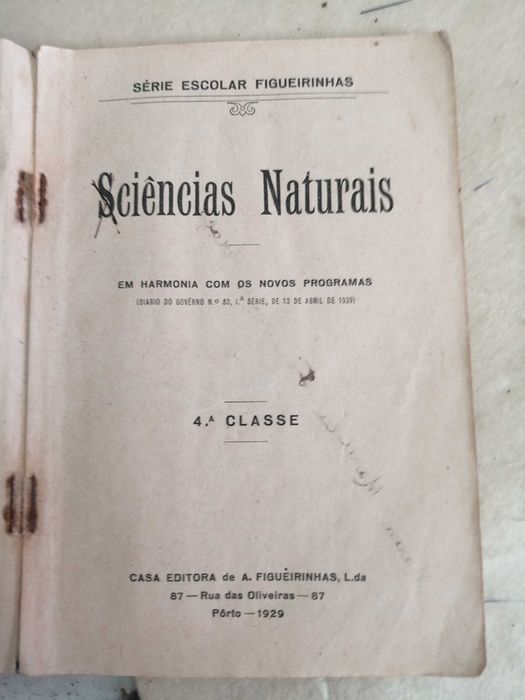 SÉRIE ESCOLAR FIGUEIRINHAS
Sciências Naturais
EM HARMONIA COM OS NOVOS PROGRAMAS
(DIARIO DO GOVÊRNO N.º 83, I.ª SÉRIE, DE 13 DE ABRIL DE 1929)
4.ª CLASSE
CASA EDITORA de A. FIGUEIRINHAS, L.da
87 — Rua das Oliveiras — 87
Pôrto — 1929